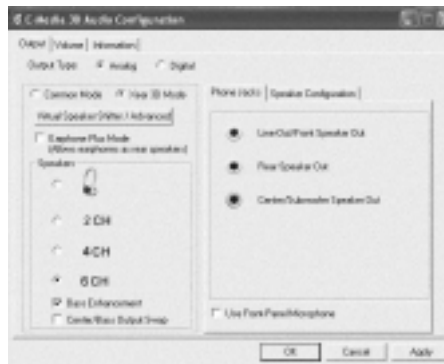 C-Media 3D Audio Configuration
Output Volume Information
Output Type: Analog Digital
Common Mode Xear 3D Mode
Virtual Speaker Shifter / Advanced
Earphone Plus Mode
(Allows earphones as rear speakers)
Speakers
2 CH
4 CH
6 CH
Bass Enhancement
Center/Bass Output Swap
Phone Jacks Speaker Configuration
Line Out/Front Speaker Out
Rear Speaker Out
Center/Subwoofer Speaker Out
Use Front Panel Microphone
OK Cancel Apply